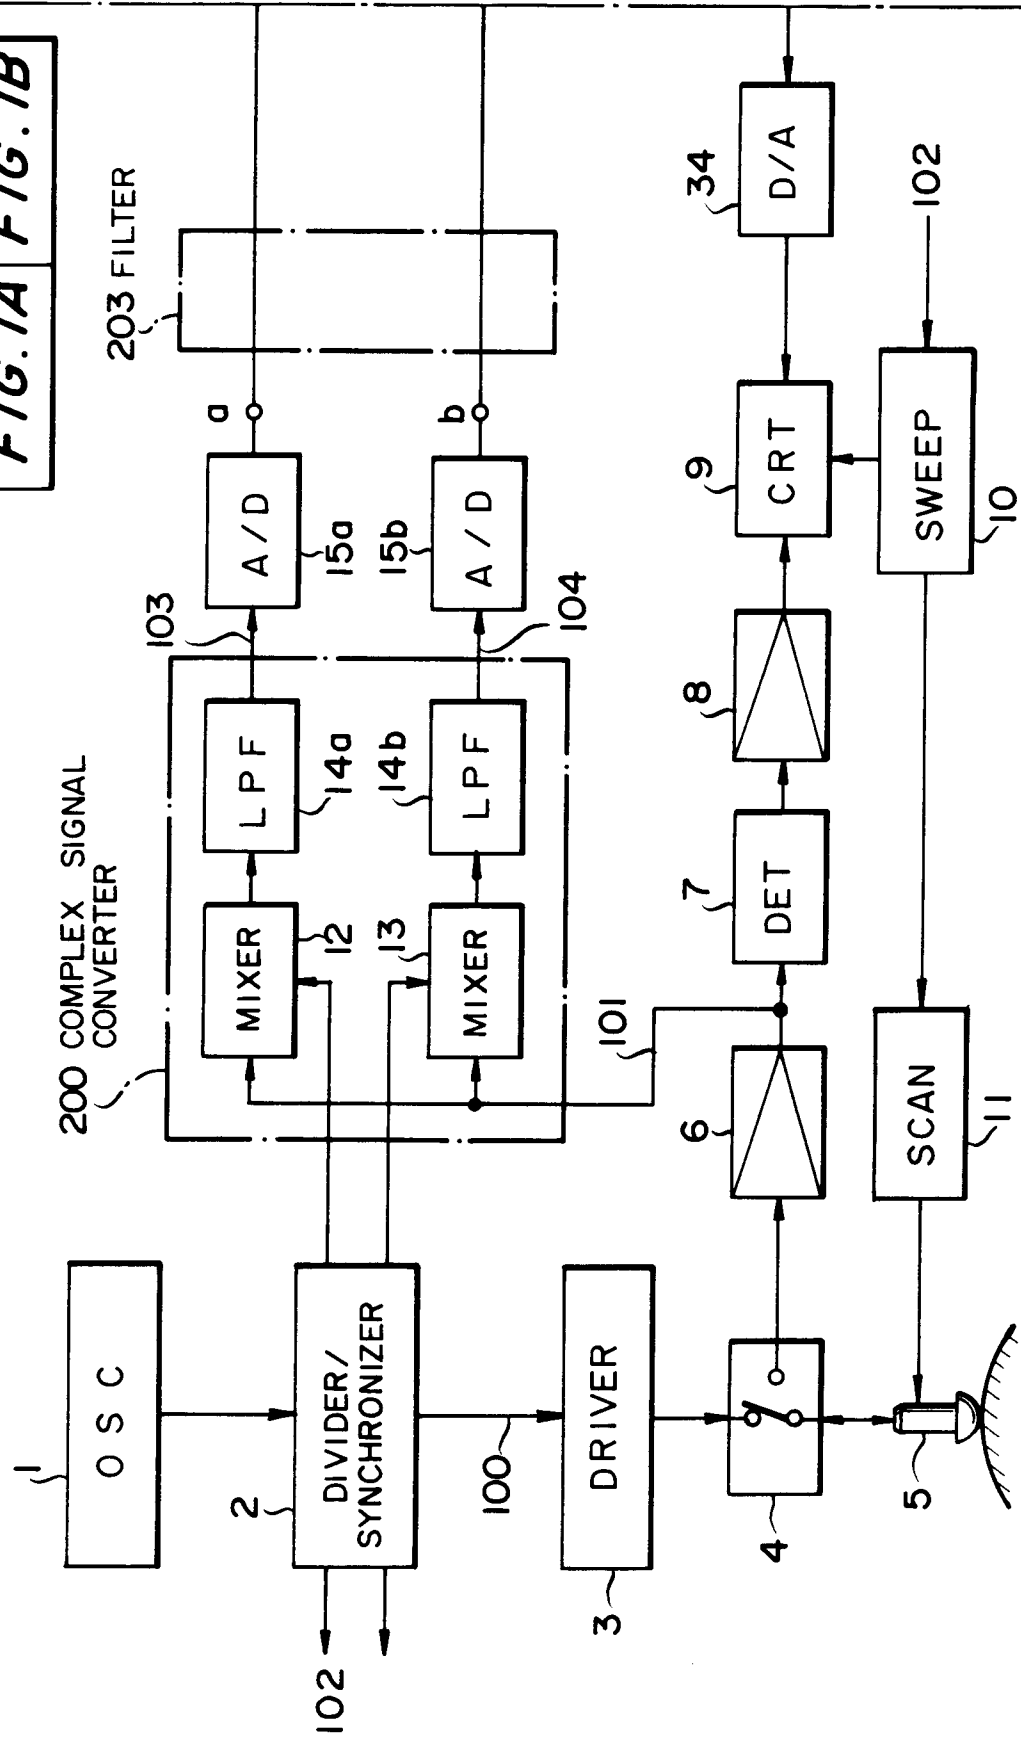 FIG. 1A FIG. 1B
1
OSC
2
DIVIDER/
SYNCHRONIZER
102
100
3
DRIVER
4
5
200 COMPLEX SIGNAL
CONVERTER
MIXER
12
LPF
14a
103
A/D
15a
a
203 FILTER
13
MIXER
14b
LPF
104
15b
A/D
b
101
6
7
DET
8
9
CRT
34
D/A
SCAN
11
SWEEP
10
102